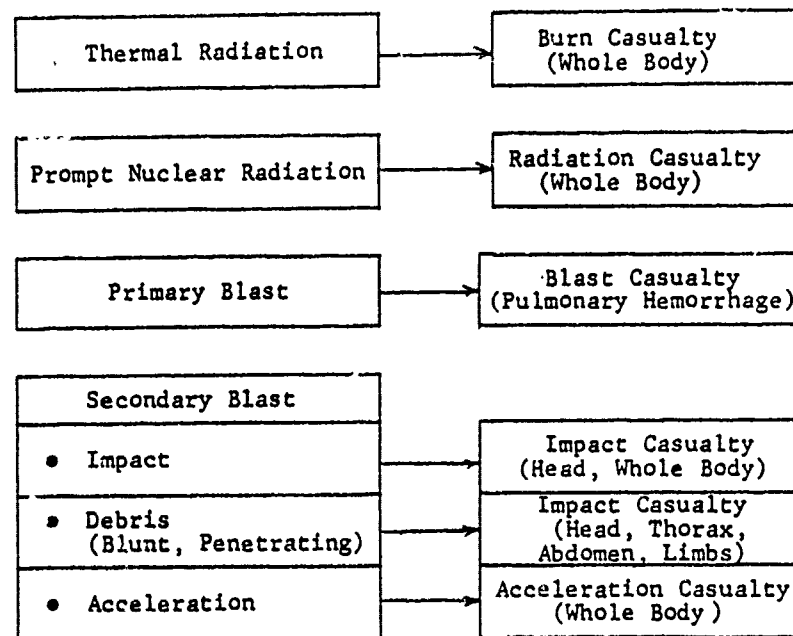 Thermal Radiation
Burn Casualty
(Whole Body)
Prompt Nuclear Radiation
Radiation Casualty
(Whole Body)
Primary Blast
Blast Casualty
(Pulmonary Hemorrhage)
Secondary Blast
• Impact
Impact Casualty
(Head, Whole Body)
• Debris
(Blunt, Penetrating)
Impact Casualty
(Head, Thorax,
Abdomen, Limbs)
• Acceleration
Acceleration Casualty
(Whole Body)